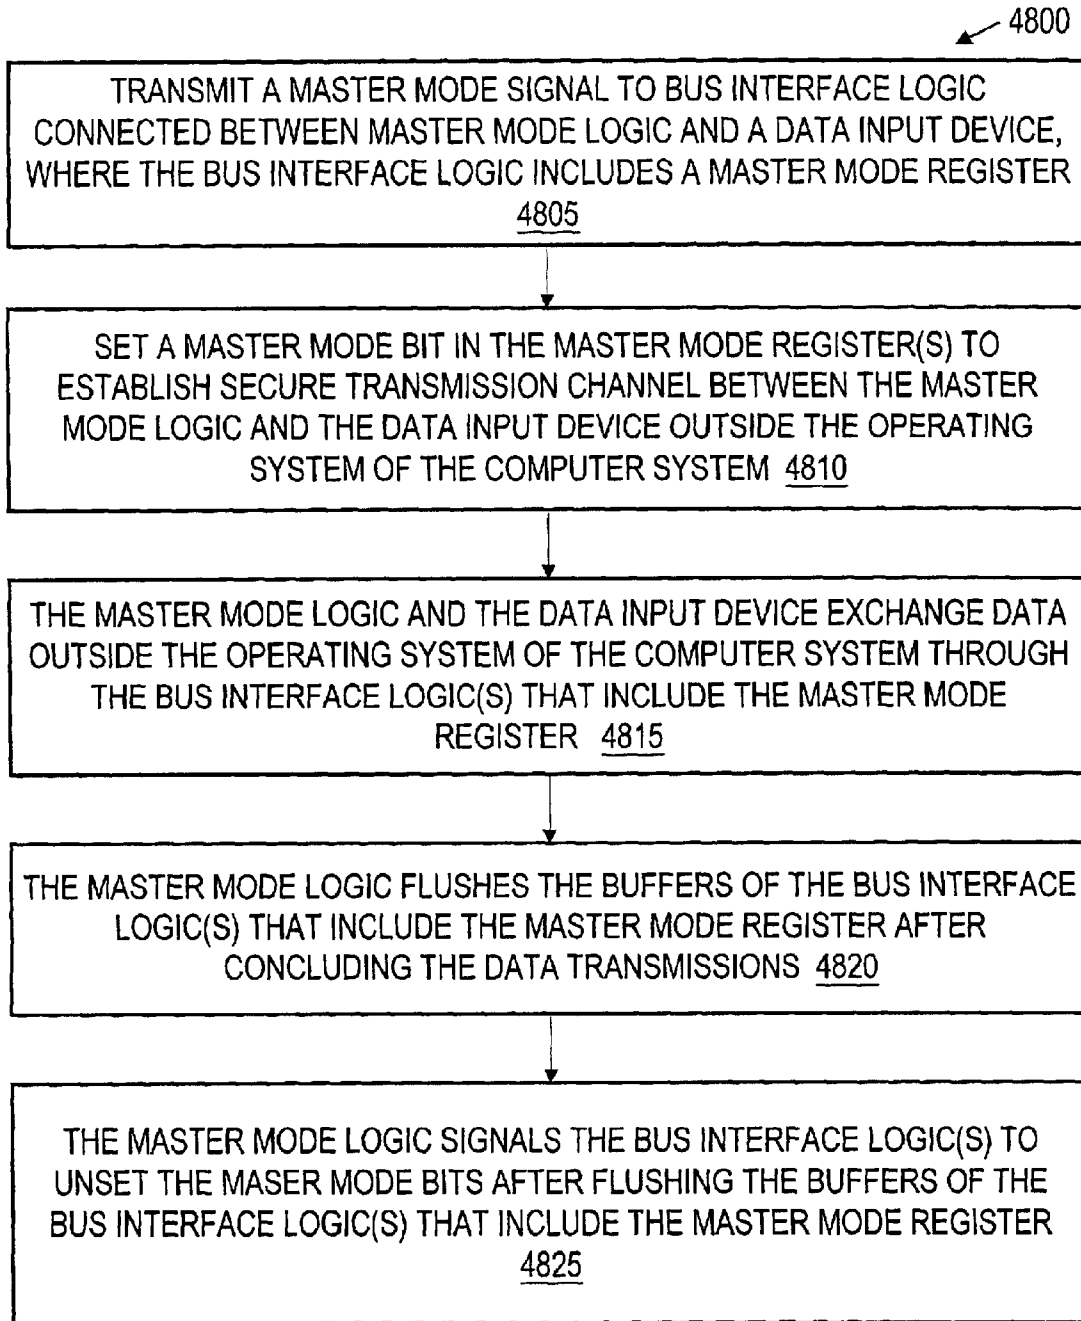 4800
TRANSMIT A MASTER MODE SIGNAL TO BUS INTERFACE LOGIC
CONNECTED BETWEEN MASTER MODE LOGIC AND A DATA INPUT DEVICE,
WHERE THE BUS INTERFACE LOGIC INCLUDES A MASTER MODE REGISTER
4805
SET A MASTER MODE BIT IN THE MASTER MODE REGISTER(S) TO
ESTABLISH SECURE TRANSMISSION CHANNEL BETWEEN THE MASTER
MODE LOGIC AND THE DATA INPUT DEVICE OUTSIDE THE OPERATING
SYSTEM OF THE COMPUTER SYSTEM 4810
THE MASTER MODE LOGIC AND THE DATA INPUT DEVICE EXCHANGE DATA
OUTSIDE THE OPERATING SYSTEM OF THE COMPUTER SYSTEM THROUGH
THE BUS INTERFACE LOGIC(S) THAT INCLUDE THE MASTER MODE
REGISTER 4815
THE MASTER MODE LOGIC FLUSHES THE BUFFERS OF THE BUS INTERFACE
LOGIC(S) THAT INCLUDE THE MASTER MODE REGISTER AFTER
CONCLUDING THE DATA TRANSMISSIONS 4820
THE MASTER MODE LOGIC SIGNALS THE BUS INTERFACE LOGIC(S) TO
UNSET THE MASER MODE BITS AFTER FLUSHING THE BUFFERS OF THE
BUS INTERFACE LOGIC(S) THAT INCLUDE THE MASTER MODE REGISTER
4825